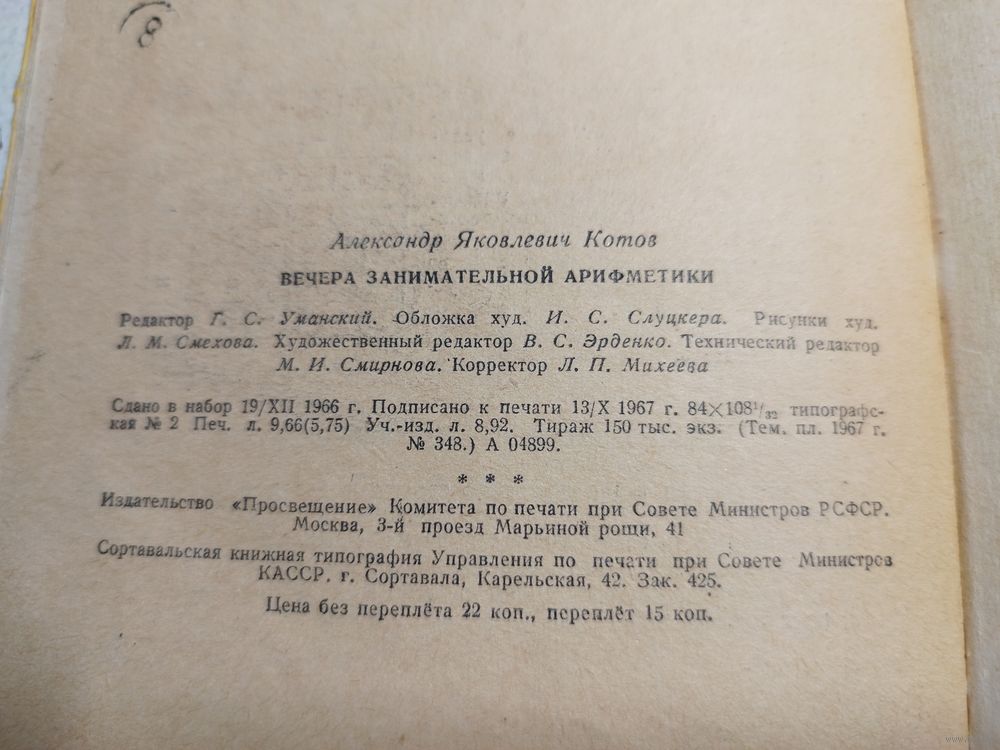 8
Александр Яковлевич Котов
ВЕЧЕРА ЗАНИМАТЕЛЬНОЙ АРИФМЕТИКИ
Редактор Г. С. Уманский. Обложка худ. И. С. Слуцкера. Рисунки худ.
Л. М. Смехова. Художественный редактор В. С. Эрденко. Технический редактор
М. И. Смирнова. Корректор Л. П. Михеева
Сдано в набор 19/XII 1966 г. Подписано к печати 13/X 1967 г. 84×108¹/₃₂ типографс-
кая № 2 Печ. л. 9,66(5,75) Уч.-изд. л. 8,92. Тираж 150 тыс. экз. (Тем. пл. 1967 г.
№ 348.) А 04899.
* * *
Издательство «Просвещение» Комитета по печати при Совете Министров РСФСР.
Москва, 3-й проезд Марьиной рощи, 41
Сортавальская книжная типография Управления по печати при Совете Министров
КАССР. г. Сортавала, Карельская, 42. Зак. 425.
Цена без переплёта 22 коп., переплёт 15 коп.